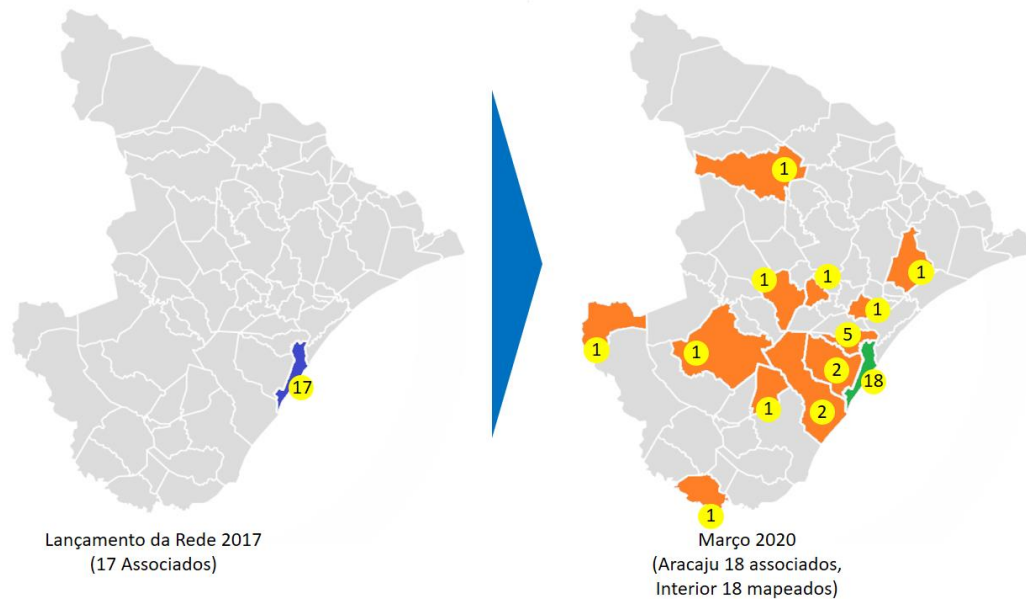 1
1
1
1
1
5
1
1
2
18
17
1
2
1
Lançamento da Rede 2017
(17 Associados)
Março 2020
(Aracaju 18 associados,
Interior 18 mapeados)